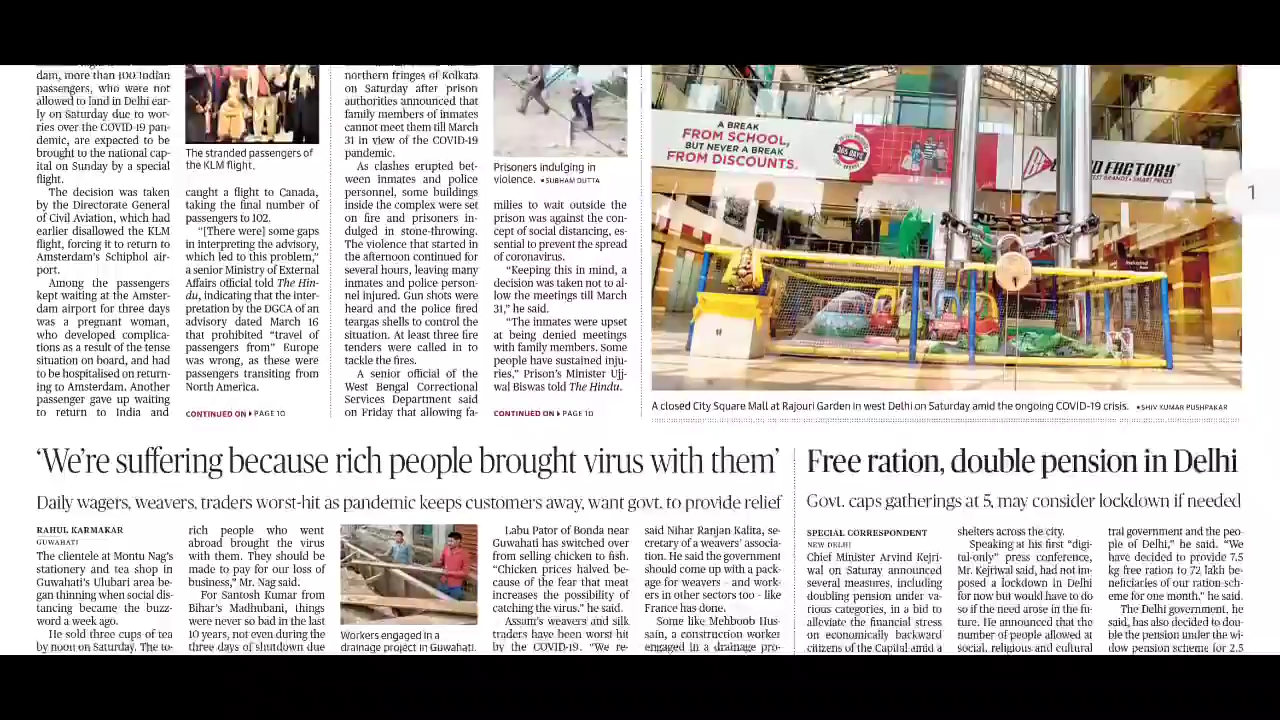 dam, more than 100 Indian
passengers, who were not
allowed to land in Delhi ear-
ly on Saturday due to wor-
ries over the COVID-19 pan-
demic, are expected to be
brought to the national cap-
ital on Sunday by a special
flight.
The decision was taken
by the Directorate General
of Civil Aviation, which had
earlier disallowed the KLM
flight, forcing it to return to
Amsterdam's Schiphol air-
port.
Among the passengers
kept waiting at the Amster-
dam airport for three days
was a pregnant woman,
who developed complica-
tions as a result of the tense
situation on board, and had
to be hospitalised on return-
ing to Amsterdam. Another
passenger gave up waiting
to return to India and
The stranded passengers of
the KLM flight.
caught a flight to Canada,
taking the final number of
passengers to 102.
"[There were] some gaps
in interpreting the advisory,
which led to this problem,"
a senior Ministry of External
Affairs official told The Hin-
du, indicating that the inter-
pretation by the DGCA of an
advisory dated March 16
that prohibited "travel of
passengers from" Europe
was wrong, as these were
passengers transiting from
North America.
CONTINUED ON ▸ PAGE 10
northern fringes of Kolkata
on Saturday after prison
authorities announced that
family members of inmates
cannot meet them till March
31 in view of the COVID-19
pandemic.
As clashes erupted bet-
ween inmates and police
personnel, some buildings
inside the complex were set
on fire and prisoners in-
dulged in stone-throwing.
The violence that started in
the afternoon continued for
several hours, leaving many
inmates and police person-
nel injured. Gun shots were
heard and the police fired
teargas shells to control the
situation. At least three fire
tenders were called in to
tackle the fires.
A senior official of the
West Bengal Correctional
Services Department said
on Friday that allowing fa-
Prisoners indulging in
violence. •SUBHAM DUTTA
milies to wait outside the
prison was against the con-
cept of social distancing, es-
sential to prevent the spread
of coronavirus.
"Keeping this in mind, a
decision was taken not to al-
low the meetings till March
31," he said.
"The inmates were upset
at being denied meetings
with family members. Some
people have sustained inju-
ries," Prison's Minister Ujj-
wal Biswas told The Hindu.
CONTINUED ON ▸ PAGE 10
A BREAK
FROM SCHOOL,
BUT NEVER A BREAK
FROM DISCOUNTS.
365 DAYS
FACTORY
1
A closed City Square Mall at Rajouri Garden in west Delhi on Saturday amid the ongoing COVID-19 crisis. •SHIV KUMAR PUSHPAKAR
'We're suffering because rich people brought virus with them'
Daily wagers, weavers, traders worst-hit as pandemic keeps customers away, want govt. to provide relief
RAHUL KARMAKAR
GUWAHATI
The clientele at Montu Nag's
stationery and tea shop in
Guwahati's Ulubari area be-
gan thinning when social dis-
tancing became the buzz-
word a week ago.
He sold three cups of tea
by noon on Saturday. The to-
rich people who went
abroad brought the virus
with them. They should be
made to pay for our loss of
business," Mr. Nag said.
For Santosh Kumar from
Bihar's Madhubani, things
were never so bad in the last
10 years, not even during the
three days of shutdown due
Workers engaged in a
drainage project in Guwahati.
Labu Pator of Bonda near
Guwahati has switched over
from selling chicken to fish.
"Chicken prices halved be-
cause of the fear that meat
increases the possibility of
catching the virus." he said.
Assam's weavers and silk
traders have been worst hit
by the COVID-19. "We re-
said Nihar Ranjan Kalita, se-
cretary of a weavers' associa-
tion. He said the government
should come up with a pack-
age for weavers – and work-
ers in other sectors too – like
France has done.
Some like Mehboob Hus-
sain, a construction worker
engaged in a drainage pro-
Free ration, double pension in Delhi
Govt. caps gatherings at 5, may consider lockdown if needed
SPECIAL CORRESPONDENT
NEW DELHI
Chief Minister Arvind Kejri-
wal on Saturay announced
several measures, including
doubling pension under va-
rious categories, in a bid to
alleviate the financial stress
on economically backward
citizens of the Capital amid a
shelters across the city.
Speaking at his first "digi-
tal-only" press conference,
Mr. Kejriwal said, had not im-
posed a lockdown in Delhi
for now but would have to do
so if the need arose in the fu-
ture. He announced that the
number of people allowed at
social, religious and cultural
tral government and the peo-
ple of Delhi," he said. "We
have decided to provide 7.5
kg free ration to 72 lakh be-
neficiaries of our ration-sch-
eme for one month." he said.
The Delhi government, he
said, has also decided to dou-
ble the pension under the wi-
dow pension scheme for 2.5